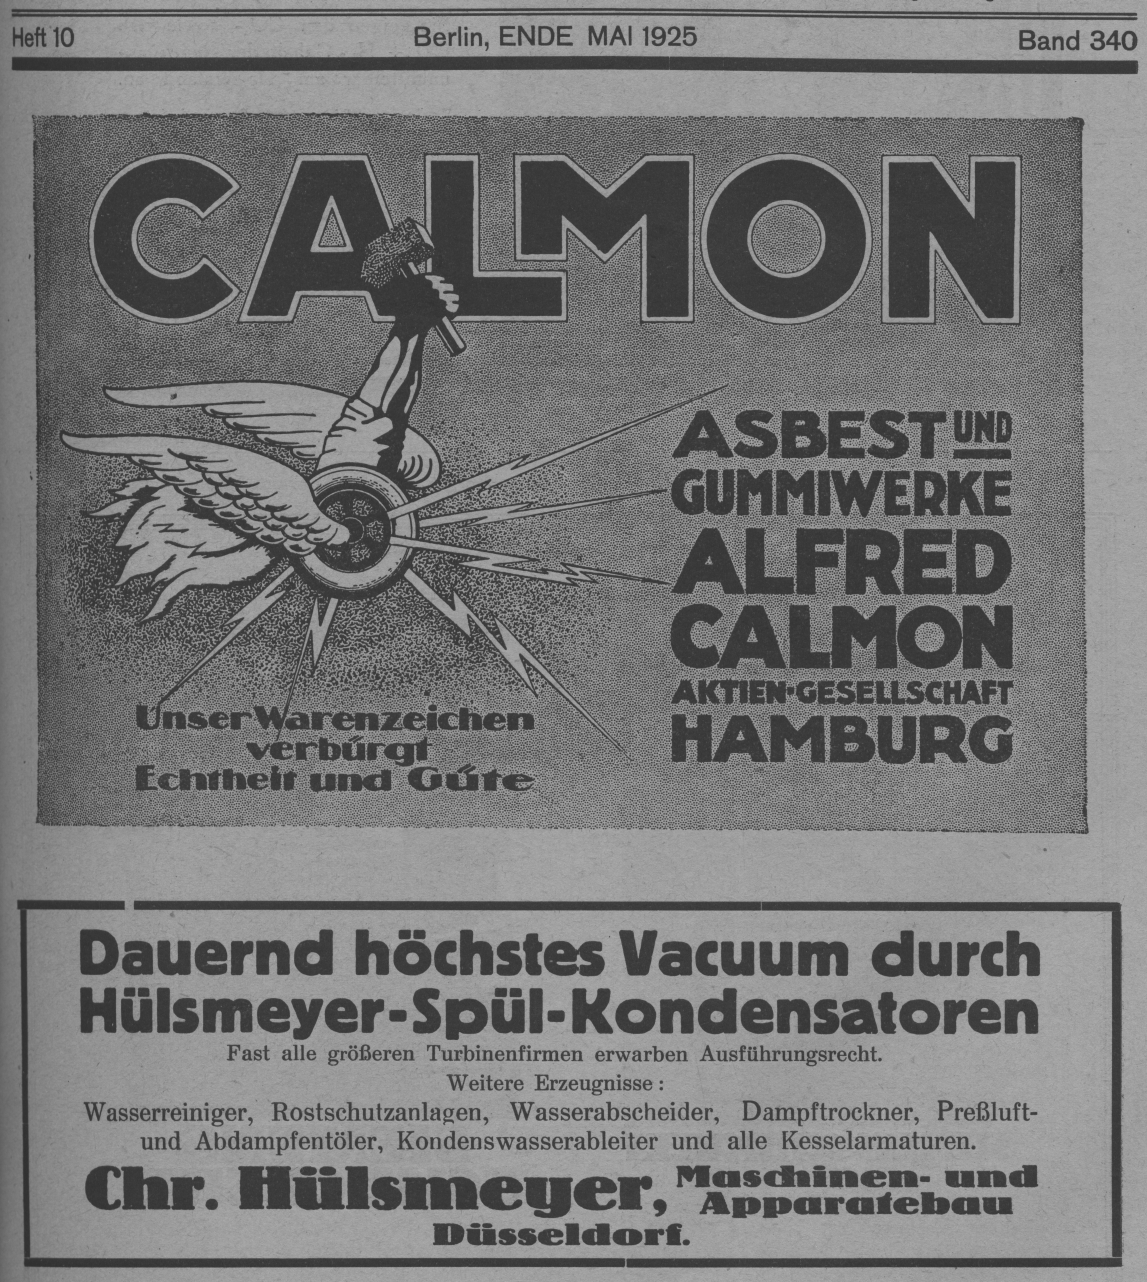 Heft 10
Berlin, ENDE MAI 1925
Band 340
CALMON
ASBEST UND
GUMMIWERKE
ALFRED
CALMON
AKTIEN-GESELLSCHAFT
HAMBURG
Unser Warenzeichen
verbürgt
Echtheit und Güte
Dauernd höchstes Vacuum durch
Hülsmeyer-Spül-Kondensatoren
Fast alle größeren Turbinenfirmen erwarben Ausführungsrecht.
Weitere Erzeugnisse:
Wasserreiniger, Rostschutzanlagen, Wasserabscheider, Dampftrockner, Preßluft-
und Abdampfentöler, Kondenswasserableiter und alle Kesselarmaturen.
Chr. Hülsmeyer, Maschinen- und
Apparatebau
Düsseldorf.